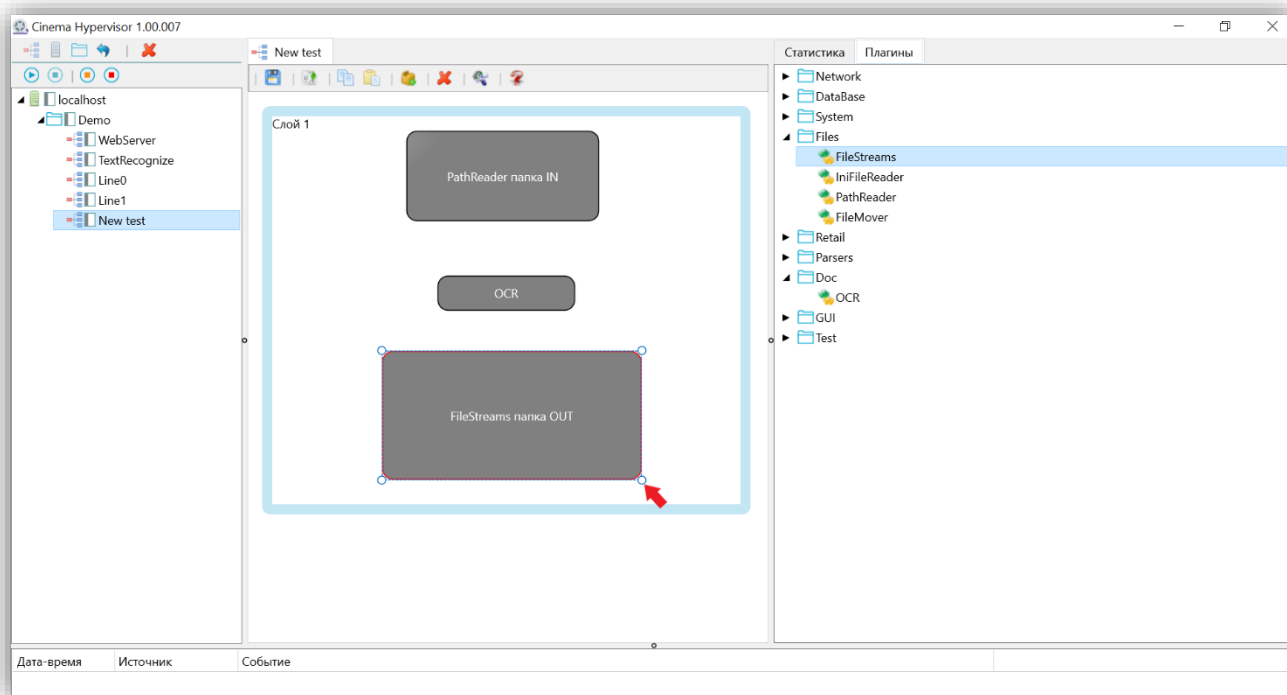 Cinema Hypervisor 1.00.007
New test
Статистика
Плагины
localhost
Demo
WebServer
TextRecognize
Line0
Line1
New test
Слой 1
PathReader папка IN
OCR
FileStreams папка OUT
Network
DataBase
System
Files
FileStreams
IniFileReader
PathReader
FileMover
Retail
Parsers
Doc
OCR
GUI
Test
Дата-время
Источник
Событие